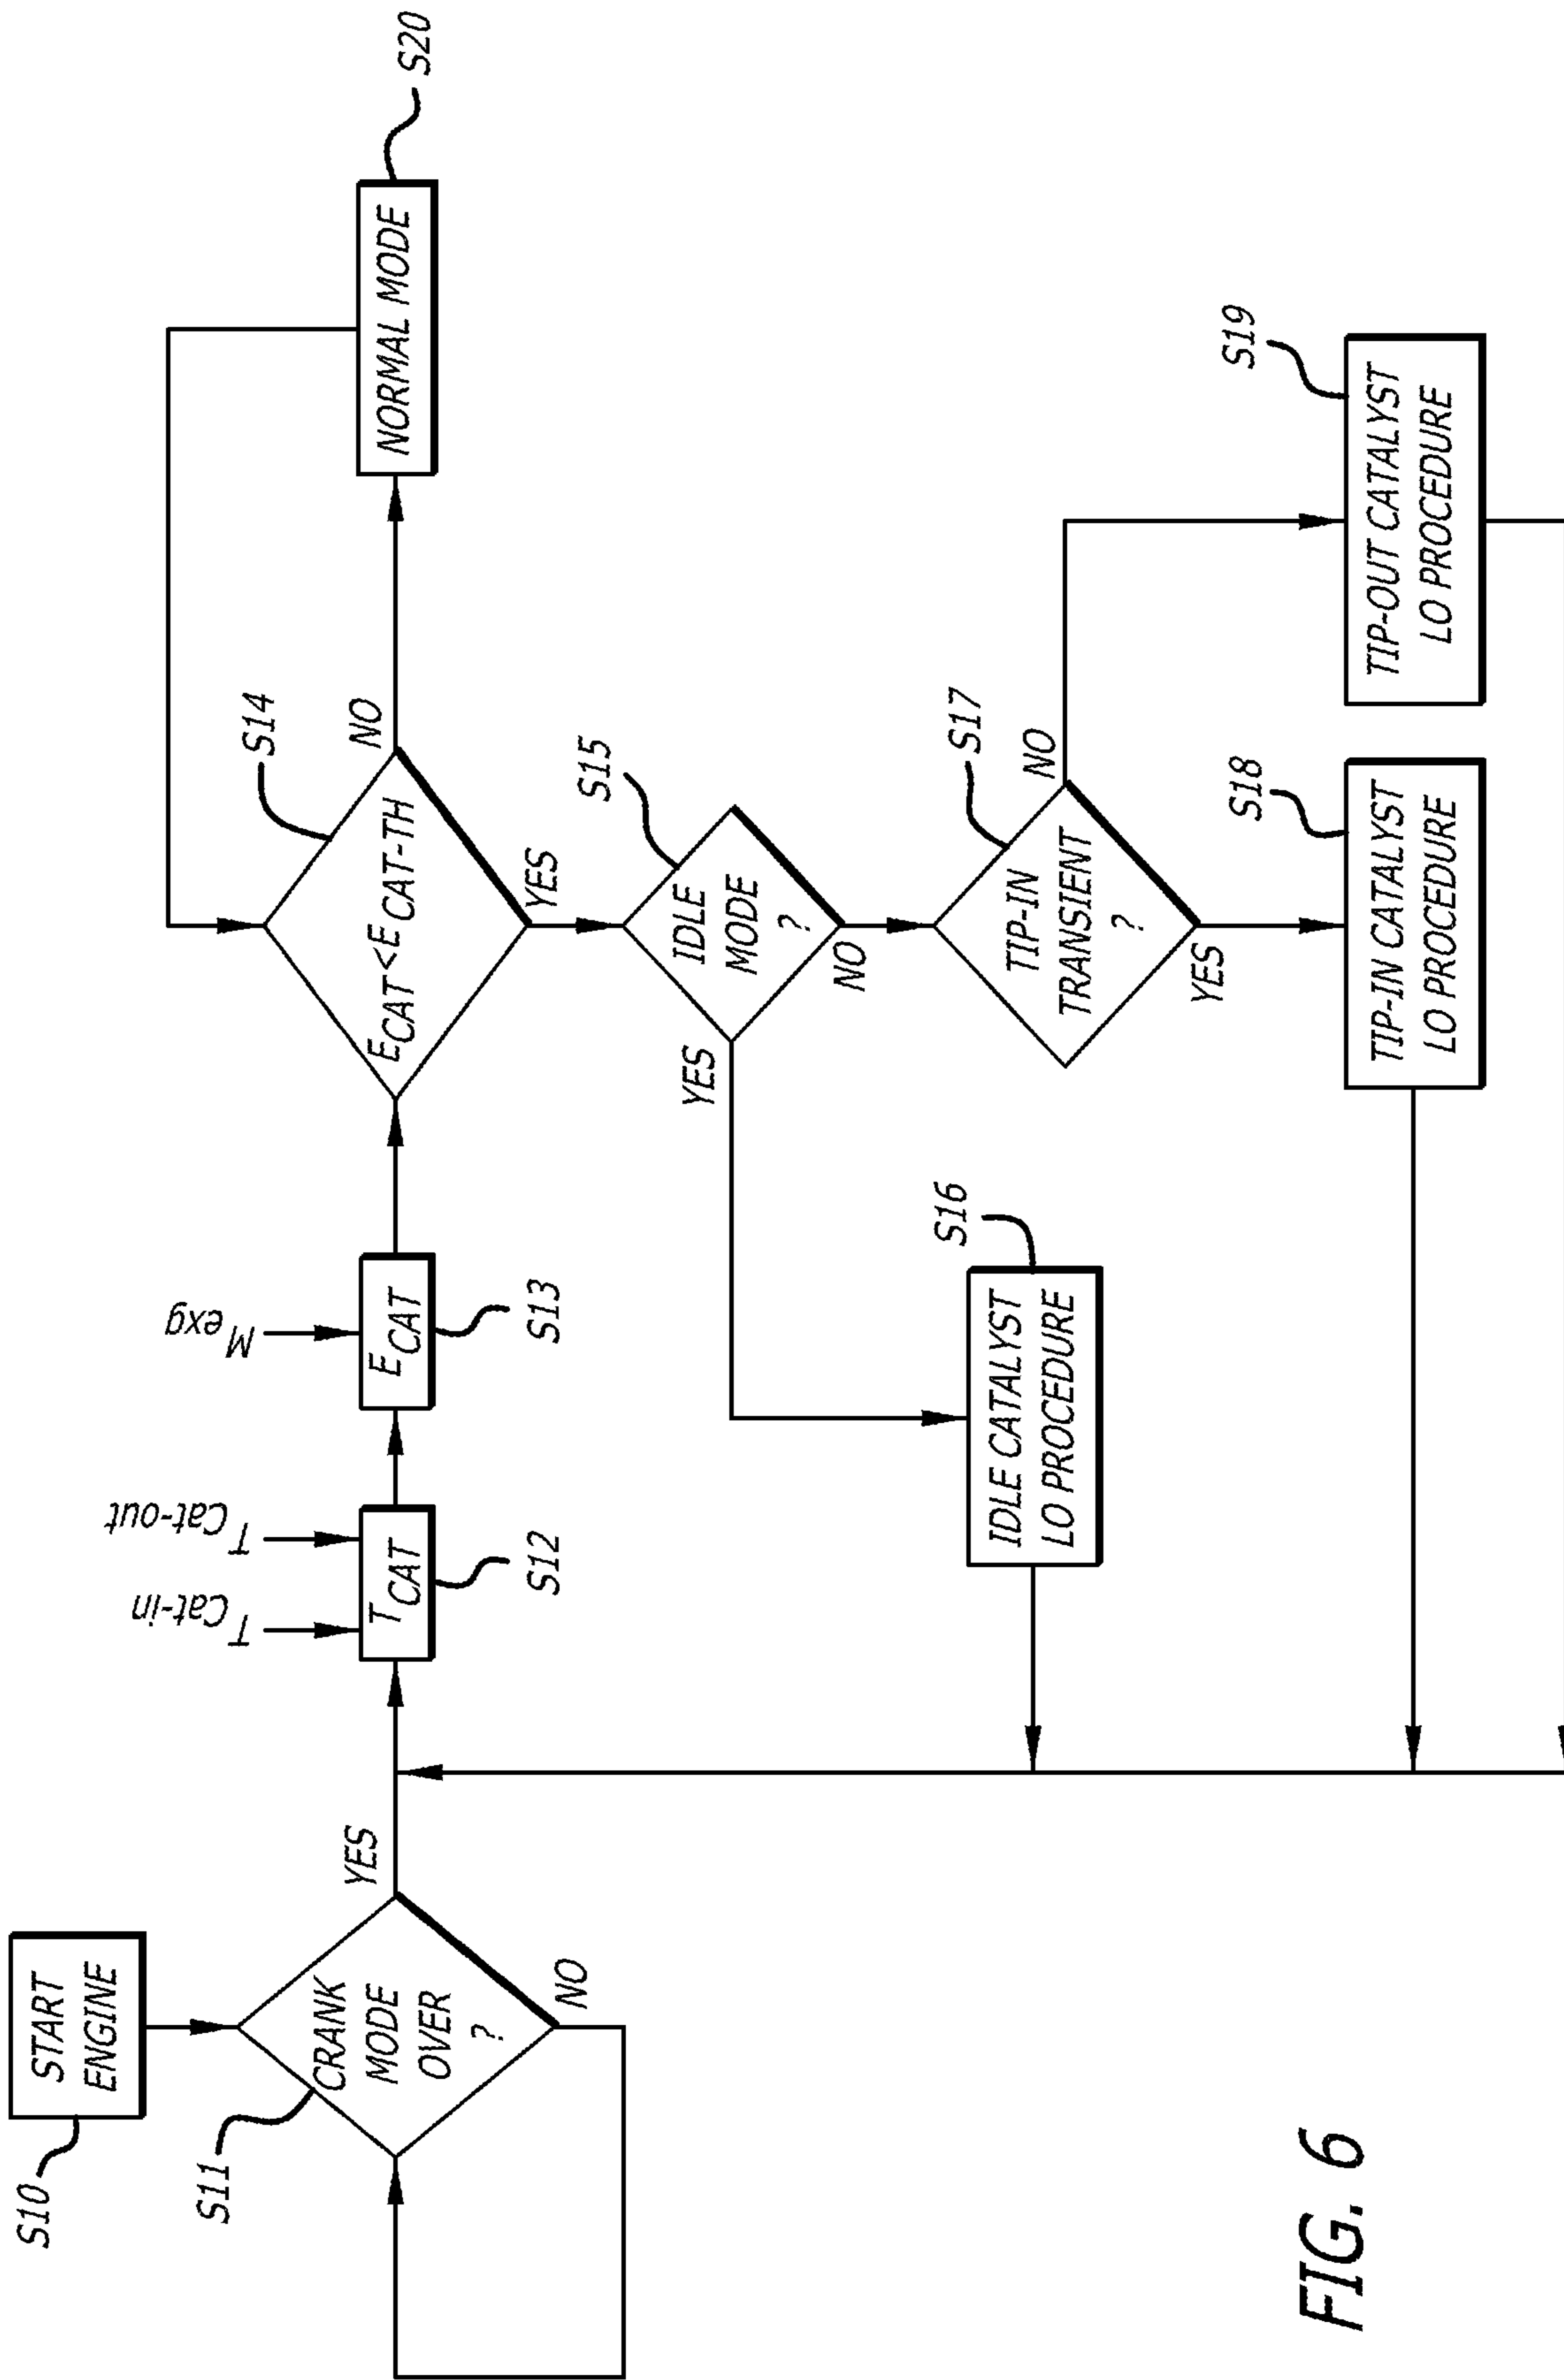 S10
START
ENGINE
S11
CRANK
MODE
OVER
?
YES
NO
T Cat-in
T Cat-out
T CAT
S12
M exg
E CAT
S13
E CAT < E CAT-TH
S14
NO
YES
NORMAL MODE
S20
IDLE
MODE
?
S15
YES
NO
IDLE CATALYST
LO PROCEDURE
S16
TIP-IN
TRANSIENT
?
S17
NO
YES
TIP-IN CATALYST
LO PROCEDURE
S18
TIP-OUT CATALYST
LO PROCEDURE
S19
FIG. 6